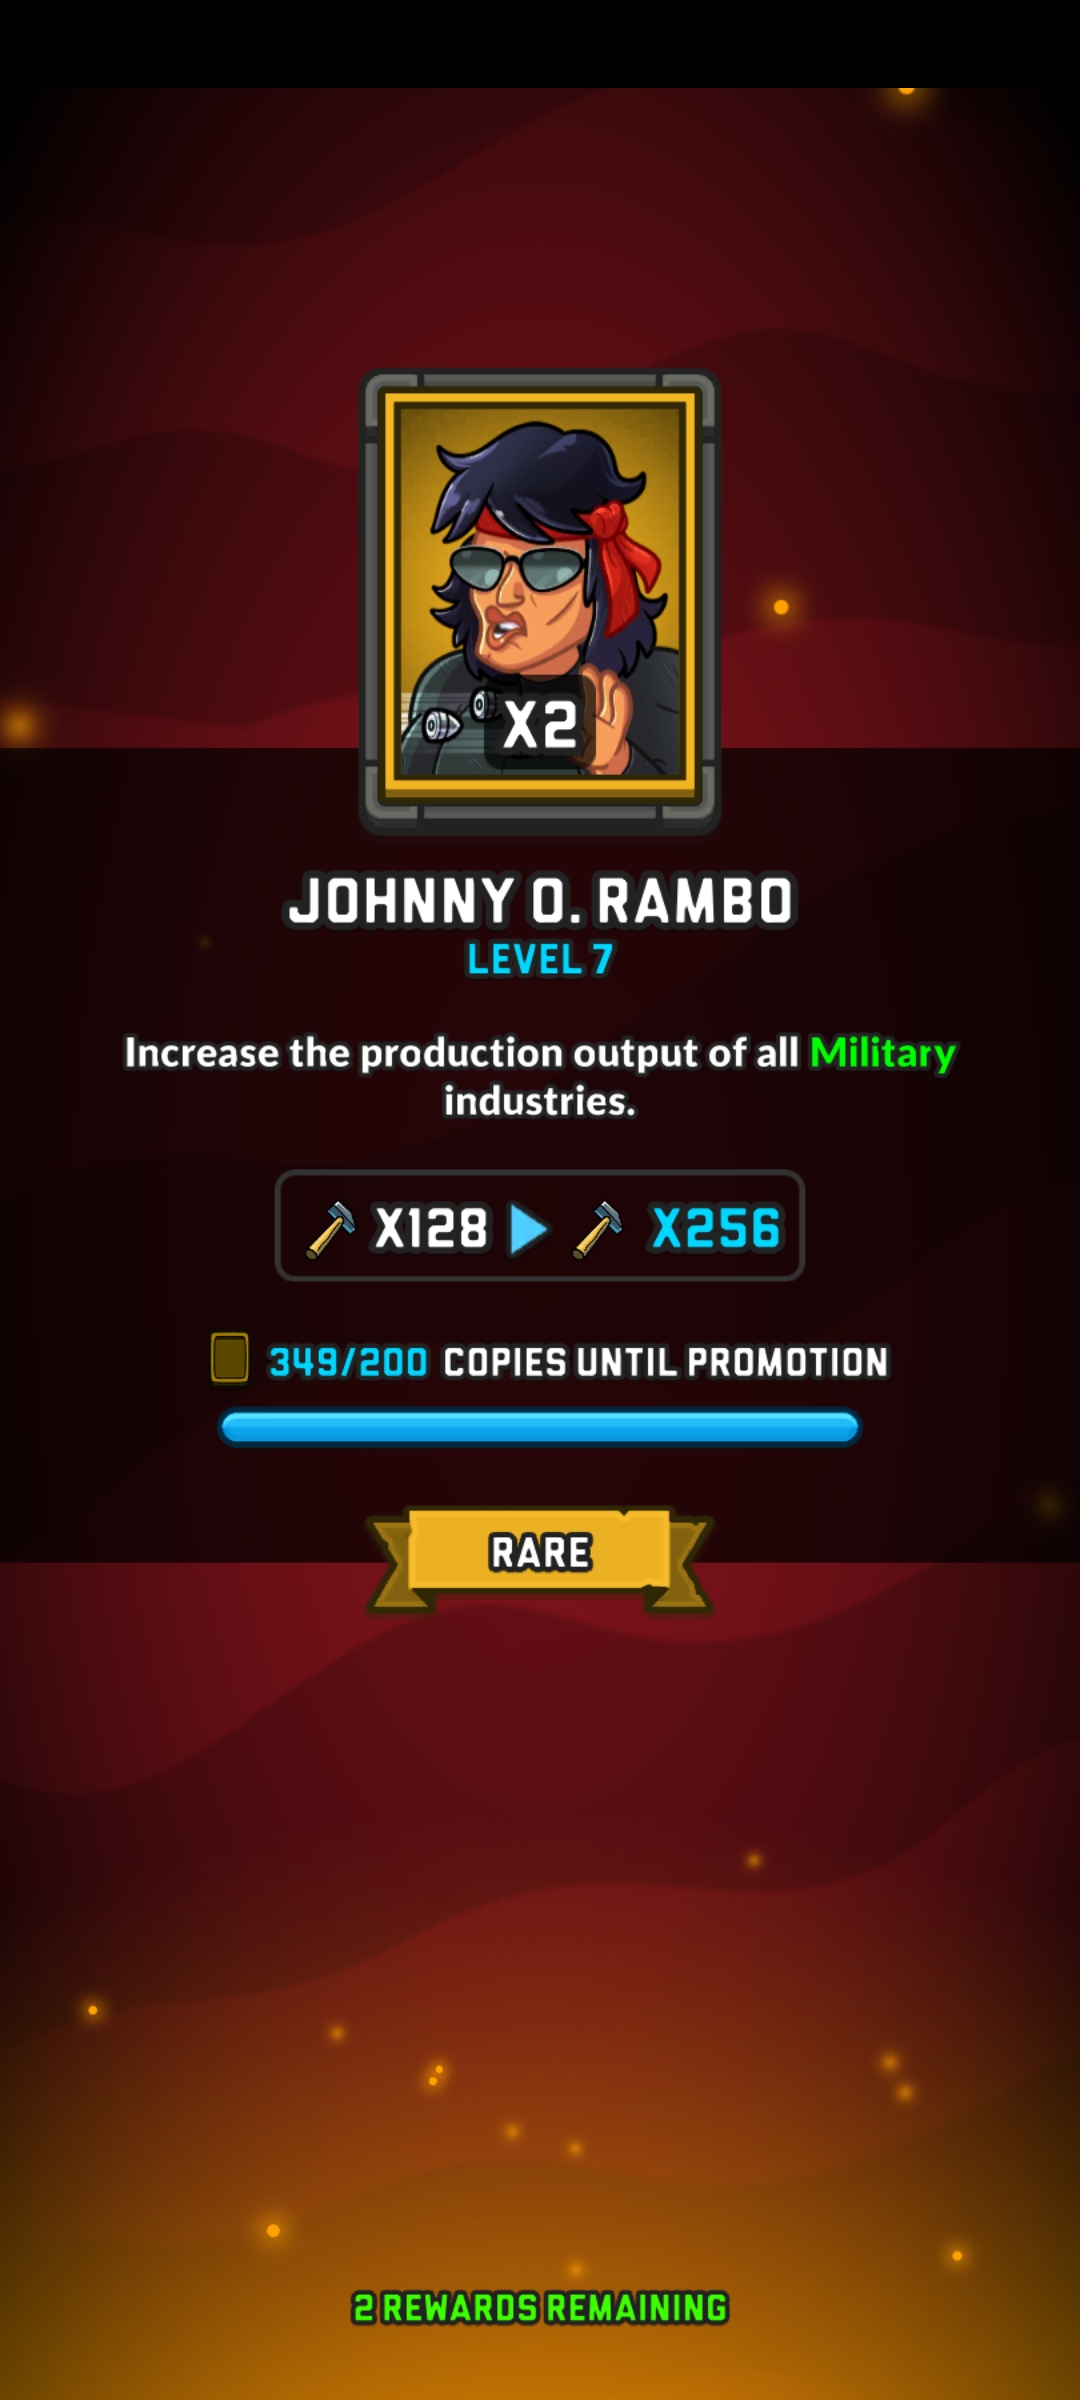 X2
JOHNNY O. RAMBO
LEVEL 7
Increase the production output of all Military
industries.
X128 X256
349/200 COPIES UNTIL PROMOTION
RARE
2 REWARDS REMAINING